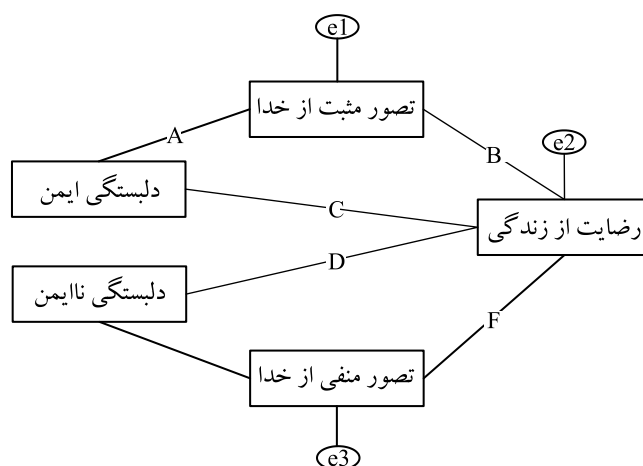 e1
تصور مثبت از خدا
A
B
e2
دلبستگی ایمن
C
رضایت از زندگی
D
دلبستگی ناایمن
F
تصور منفی از خدا
e3